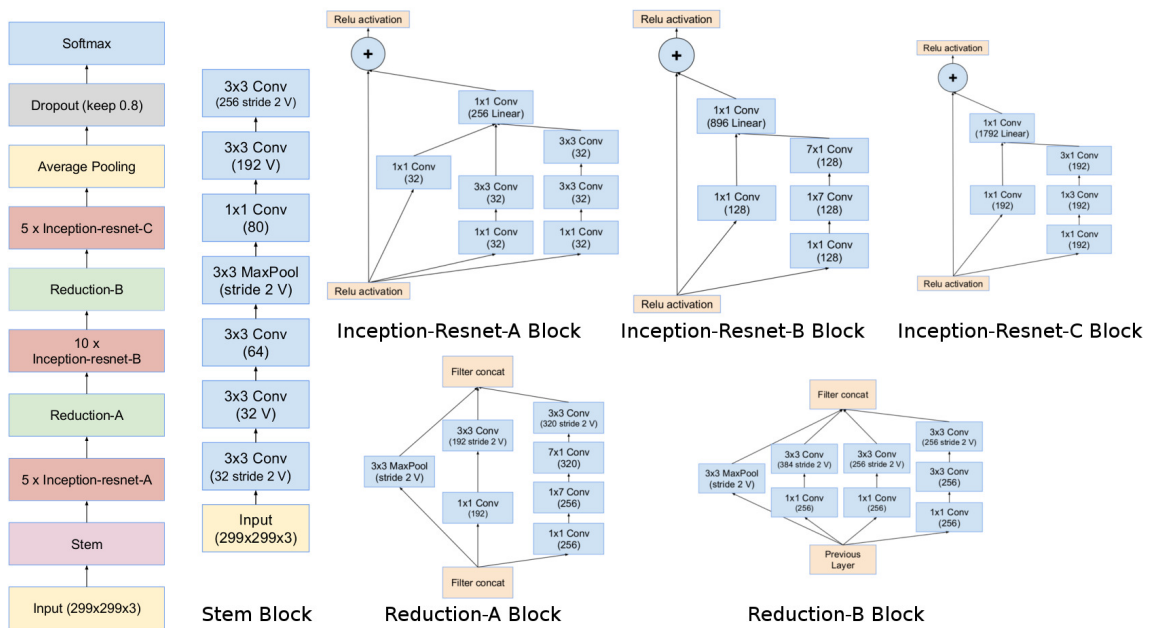 Softmax
Dropout (keep 0.8)
Average Pooling
5 x Inception-resnet-C
Reduction-B
10 x
Inception-resnet-B
Reduction-A
5 x Inception-resnet-A
Stem
Input (299x299x3)
3x3 Conv
(256 stride 2 V)
3x3 Conv
(192 V)
1x1 Conv
(80)
3x3 MaxPool
(stride 2 V)
3x3 Conv
(64)
3x3 Conv
(32 V)
3x3 Conv
(32 stride 2 V)
Input
(299x299x3)
Stem Block
Relu activation
+
1x1 Conv
(256 Linear)
1x1 Conv
(32)
3x3 Conv
(32)
1x1 Conv
(32)
3x3 Conv
(32)
3x3 Conv
(32)
1x1 Conv
(32)
Relu activation
Inception-Resnet-A Block
Relu activation
+
1x1 Conv
(896 Linear)
1x1 Conv
(128)
7x1 Conv
(128)
1x7 Conv
(128)
1x1 Conv
(128)
Relu activation
Inception-Resnet-B Block
Relu activation
+
1x1 Conv
(1792 Linear)
1x1 Conv
(192)
3x1 Conv
(192)
1x3 Conv
(192)
1x1 Conv
(192)
Relu activation
Inception-Resnet-C Block
Filter concat
3x3 MaxPool
(stride 2 V)
3x3 Conv
(192 stride 2 V)
1x1 Conv
(192)
3x3 Conv
(320 stride 2 V)
7x1 Conv
(320)
1x7 Conv
(256)
1x1 Conv
(256)
Filter concat
Reduction-A Block
Filter concat
3x3 MaxPool
(stride 2 V)
3x3 Conv
(384 stride 2 V)
1x1 Conv
(256)
3x3 Conv
(256 stride 2 V)
1x1 Conv
(256)
3x3 Conv
(256 stride 2 V)
3x3 Conv
(256)
1x1 Conv
(256)
Previous
Layer
Reduction-B Block